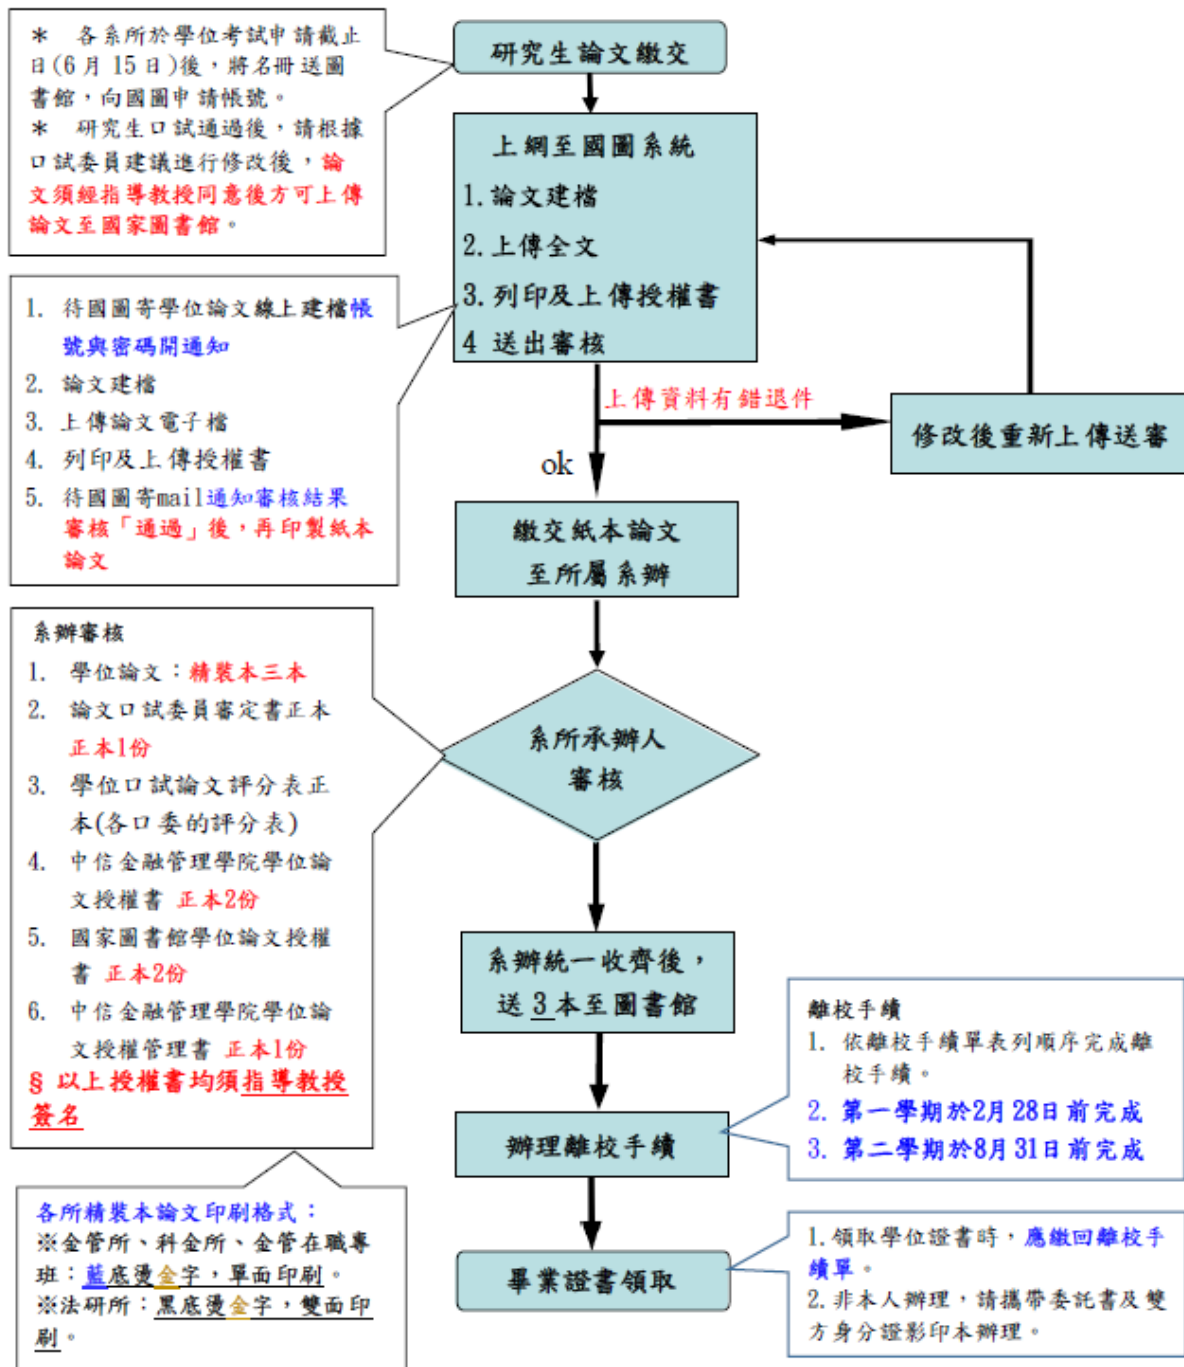 研究生論文繳交
＊　各系所於學位考試申請截止
日(6月15日)後，將名冊送圖
書館，向國圖申請帳號。
＊　研究生口試通過後，請根據
口試委員建議進行修改後，論
文須經指導教授同意後方可上傳
論文至國家圖書館。
上網至國圖系統
1.論文建檔
2.上傳全文
3.列印及上傳授權書
4 送出審核
1. 待國圖寄學位論文線上建檔帳
號與密碼開通知
2. 論文建檔
3. 上傳論文電子檔
4. 列印及上傳授權書
5. 待國圖寄mail通知審核結果
審核「通過」後，再印製紙本
論文
上傳資料有錯退件
修改後重新上傳送審
ok
繳交紙本論文
至所屬系辦
系辦審核
1. 學位論文：精裝本三本
2. 論文口試委員審定書正本
正本1份
3. 學位口試論文評分表正
本(各口委的評分表)
4. 中信金融管理學院學位論
文授權書 正本2份
5. 國家圖書館學位論文授權
書 正本2份
6. 中信金融管理學院學位論
文授權管理書 正本1份
§ 以上授權書均須指導教授
簽名
系所承辦人
審核
系辦統一收齊後，
送 3 本至圖書館
辦理離校手續
離校手續
1. 依離校手續單表列順序完成離
校手續。
2. 第一學期於2月28日前完成
3. 第二學期於8月31日前完成
各所精裝本論文印刷格式：
※金管所、科金所、金管在職專
班：藍底燙金字，單面印刷。
※法研所：黑底燙金字，雙面印
刷。
畢業證書領取
1.領取學位證書時，應繳回離校手
續單。
2.非本人辦理，請攜帶委託書及雙
方身分證影印本辦理。